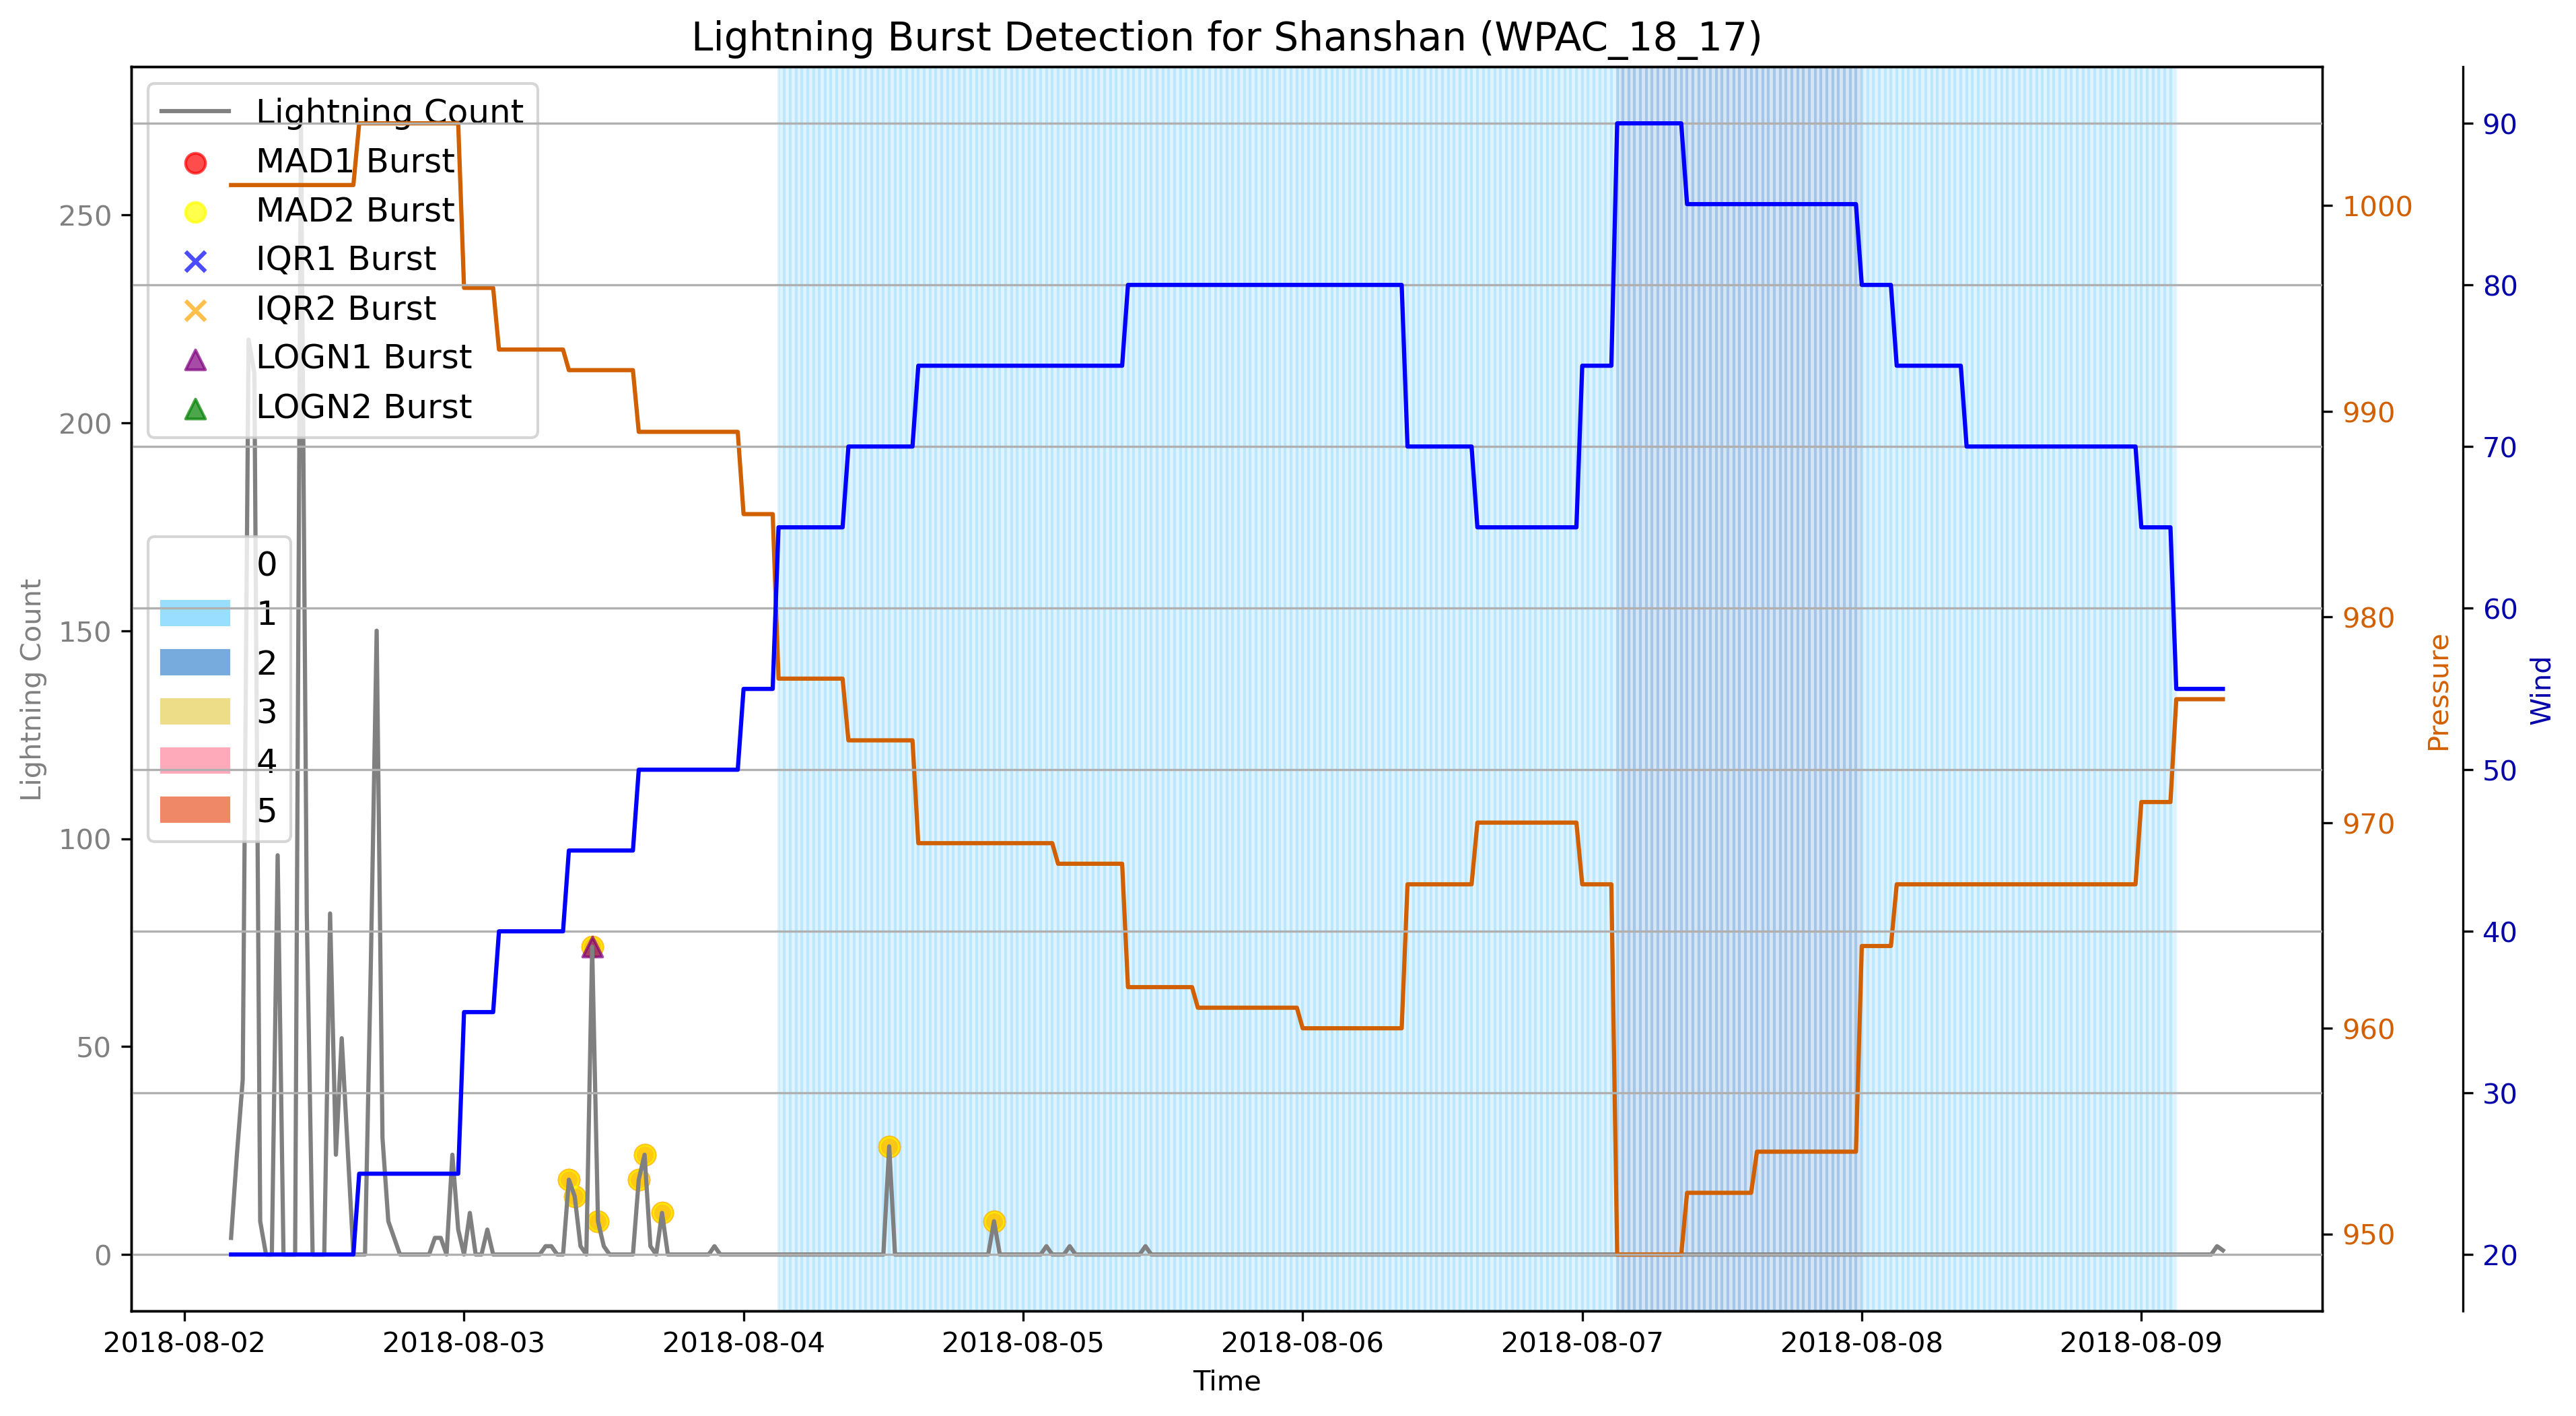 Lightning Burst Detection for Shanshan (WPAC_18_17)
Lightning Count
MAD1 Burst
MAD2 Burst
IQR1 Burst
IQR2 Burst
LOGN1 Burst
LOGN2 Burst
0
1
2
3
4
5
Lightning Count
250
200
150
100
50
0
1000
990
980
970
960
950
Pressure
90
80
70
60
50
40
30
20
Wind
2018-08-02 2018-08-03 2018-08-04 2018-08-05 2018-08-06 2018-08-07 2018-08-08 2018-08-09
Time